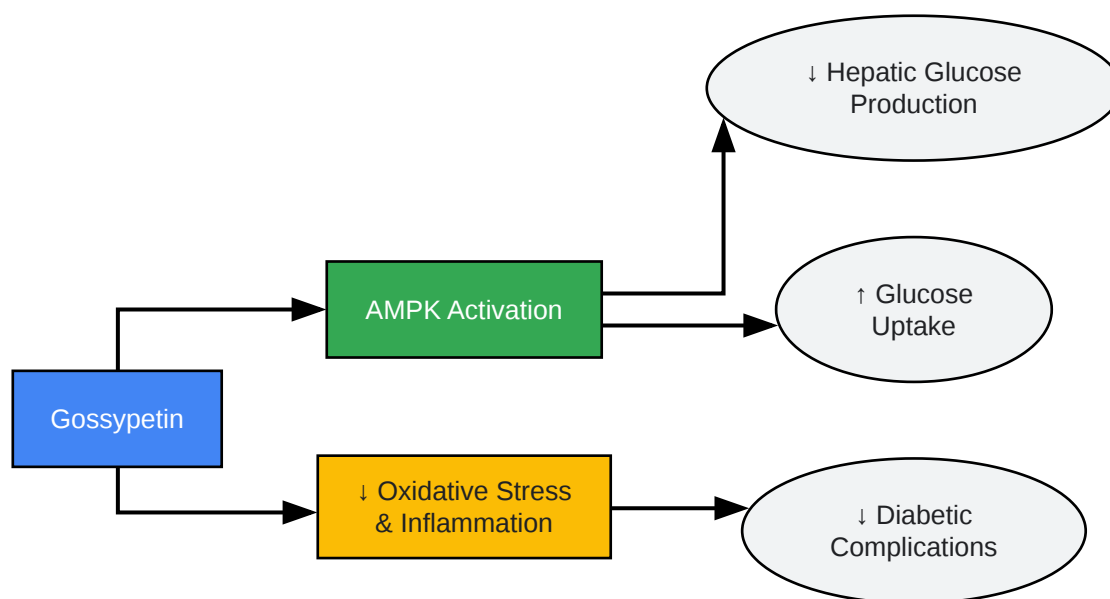 ↓ Hepatic Glucose
Production
AMPK Activation
↑ Glucose
Uptake
Gossypetin
↓ Oxidative Stress
& Inflammation
↓ Diabetic
Complications